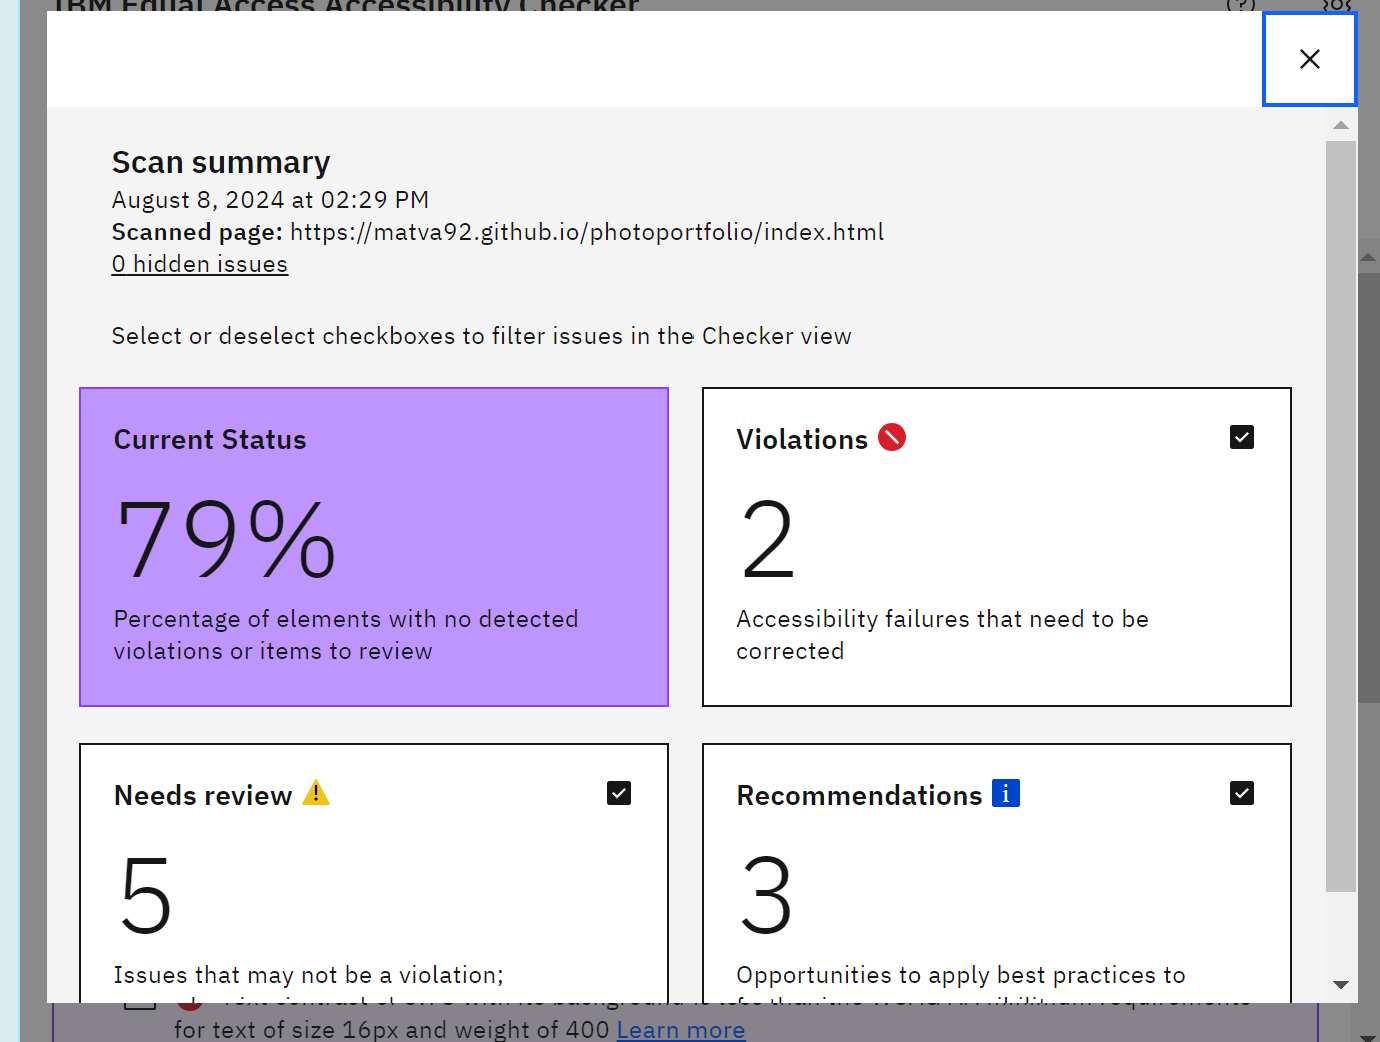 IBM Equal Access Accessibility Checker
Scan summary
August 8, 2024 at 02:29 PM
Scanned page: https://matva92.github.io/photoportfolio/index.html
0 hidden issues
Select or deselect checkboxes to filter issues in the Checker view
Current Status
79%
Percentage of elements with no detected
violations or items to review
Violations
2
Accessibility failures that need to be
corrected
Needs review
5
Issues that may not be a violation;
Recommendations
3
Opportunities to apply best practices to
for text of size 16px and weight of 400 Learn more